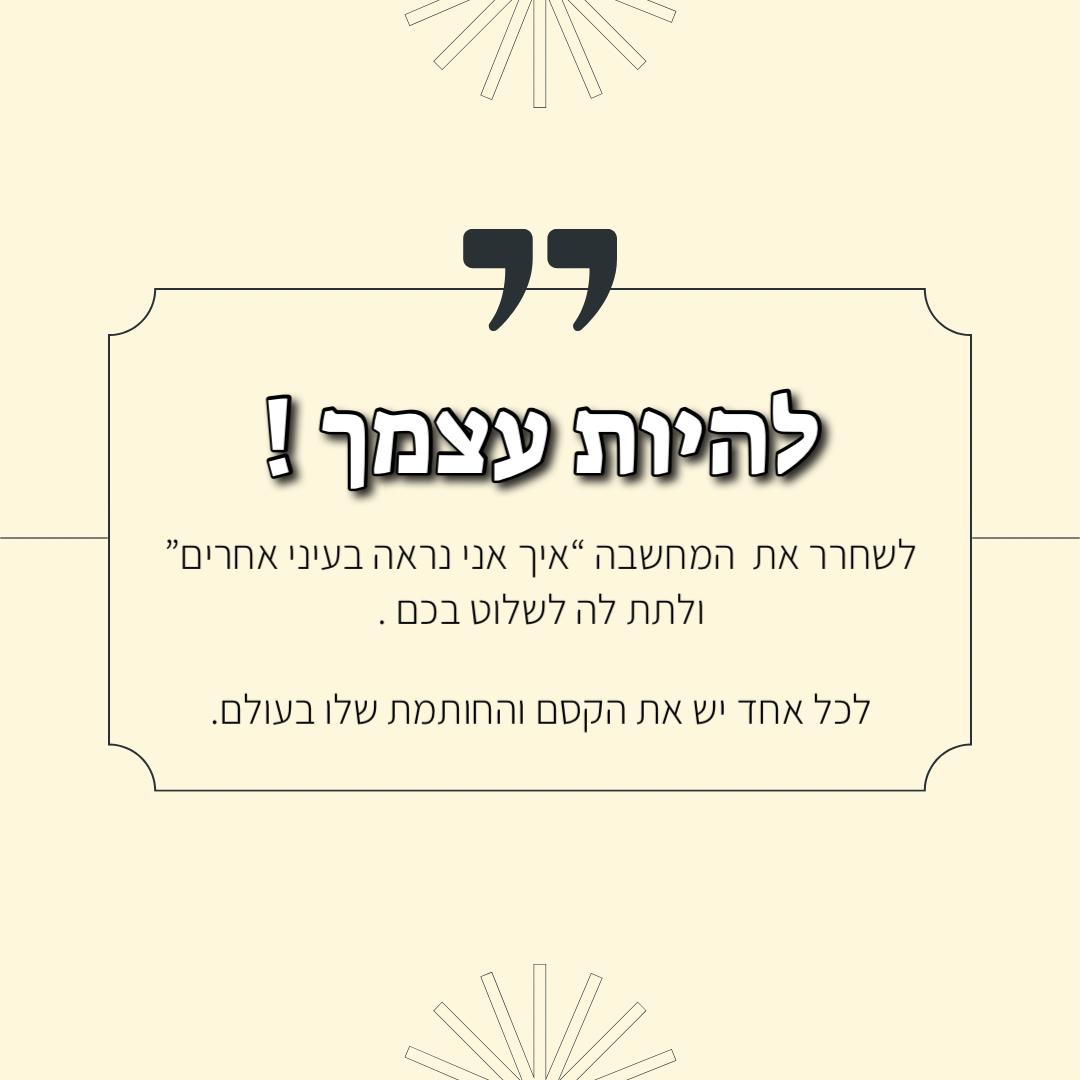 להיות עצמך !
לשחרר את  המחשבה “איך אני נראה בעיני אחרים”
ולתת לה לשלוט בכם .
לכל אחד יש את הקסם והחותמת שלו בעולם.